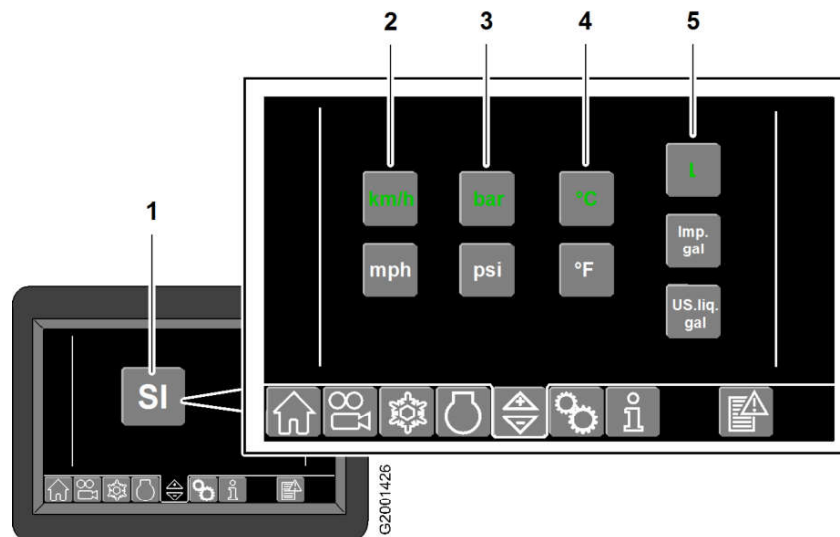 2 3 4 5
1
km/h bar °C l
mph psi °F Imp.
gal
US.liq.
gal
SI
G2001426